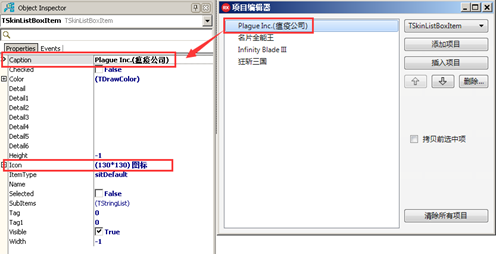 Object Inspector
TSkinListBoxItem
Properties Events
Caption Plague Inc.(瘟疫公司)
Checked False
Color (TDrawColor)
Detail
Detail1
Detail2
Detail3
Detail4
Detail5
Detail6
Height -1
Icon (130*130) 图标
ItemType sitDefault
Name
Selected False
SubItems (TStringList)
Tag 0
Tag1 0
Visible True
Width -1
项目编辑器
Plague Inc.(瘟疫公司)
名片全能王
Infinity Blade III
狂斩三国
TSkinListBoxItem
添加项目
插入项目
删除...
拷贝前选中项
清除所有项目